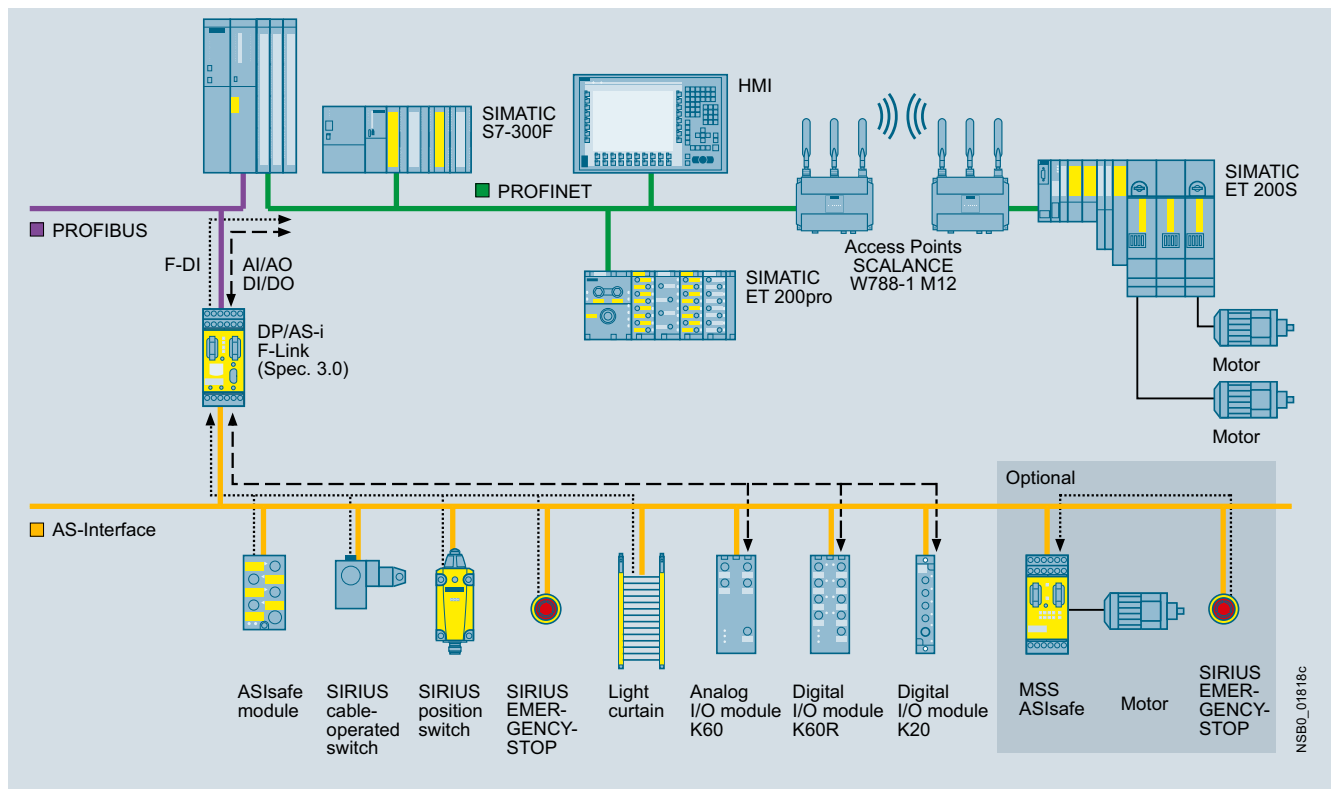 HMI
SIMATIC
S7-300F
PROFINET
SIMATIC
ET 200S
PROFIBUS
F-DI
AI/AO
DI/DO
Access Points
SCALANCE
W788-1 M12
SIMATIC
ET 200pro
DP/AS-i
F-Link
(Spec. 3.0)
Motor
Motor
Optional
AS-Interface
ASIsafe
module
SIRIUS
cable-
operated
switch
SIRIUS
position
switch
SIRIUS
EMER-
GENCY-
STOP
Light
curtain
Analog
I/O module
K60
Digital
I/O module
K60R
Digital
I/O module
K20
MSS
ASIsafe
Motor
SIRIUS
EMER-
GENCY-
STOP
NSB0_01818c